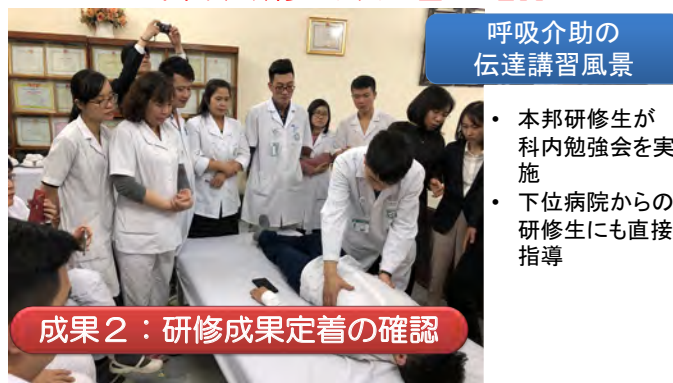 呼吸介助の
伝達講習風景
• 本邦研修生が
科内勉強会を実
施
• 下位病院からの
研修生にも直接
指導
成果２：研修成果定着の確認